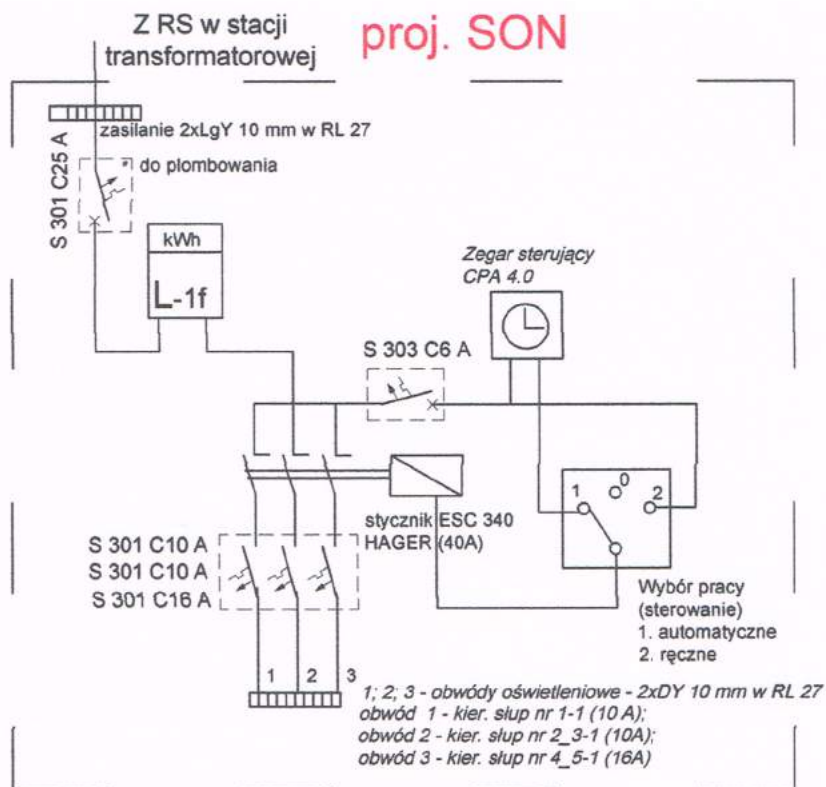 Z RS w stacji
transformatorowej
proj. SON
zasilanie 2xLgY 10 mm w RL 27
S 301 C25 A
* do plombowania
kWh
L-1f
Zegar sterujący
CPA 4.0
S 303 C6 A
1 0 2
stycznik ESC 340
HAGER (40A)
S 301 C10 A
S 301 C10 A
S 301 C16 A
Wybór pracy
(sterowanie)
1. automatyczne
2. ręczne
1 2 3
1; 2; 3 - obwódy oświetleniowe - 2xDY 10 mm w RL 27
obwód 1 - kier. słup nr 1-1 (10 A);
obwód 2 - kier. słup nr 2_3-1 (10A);
obwód 3 - kier. słup nr 4_5-1 (16A)